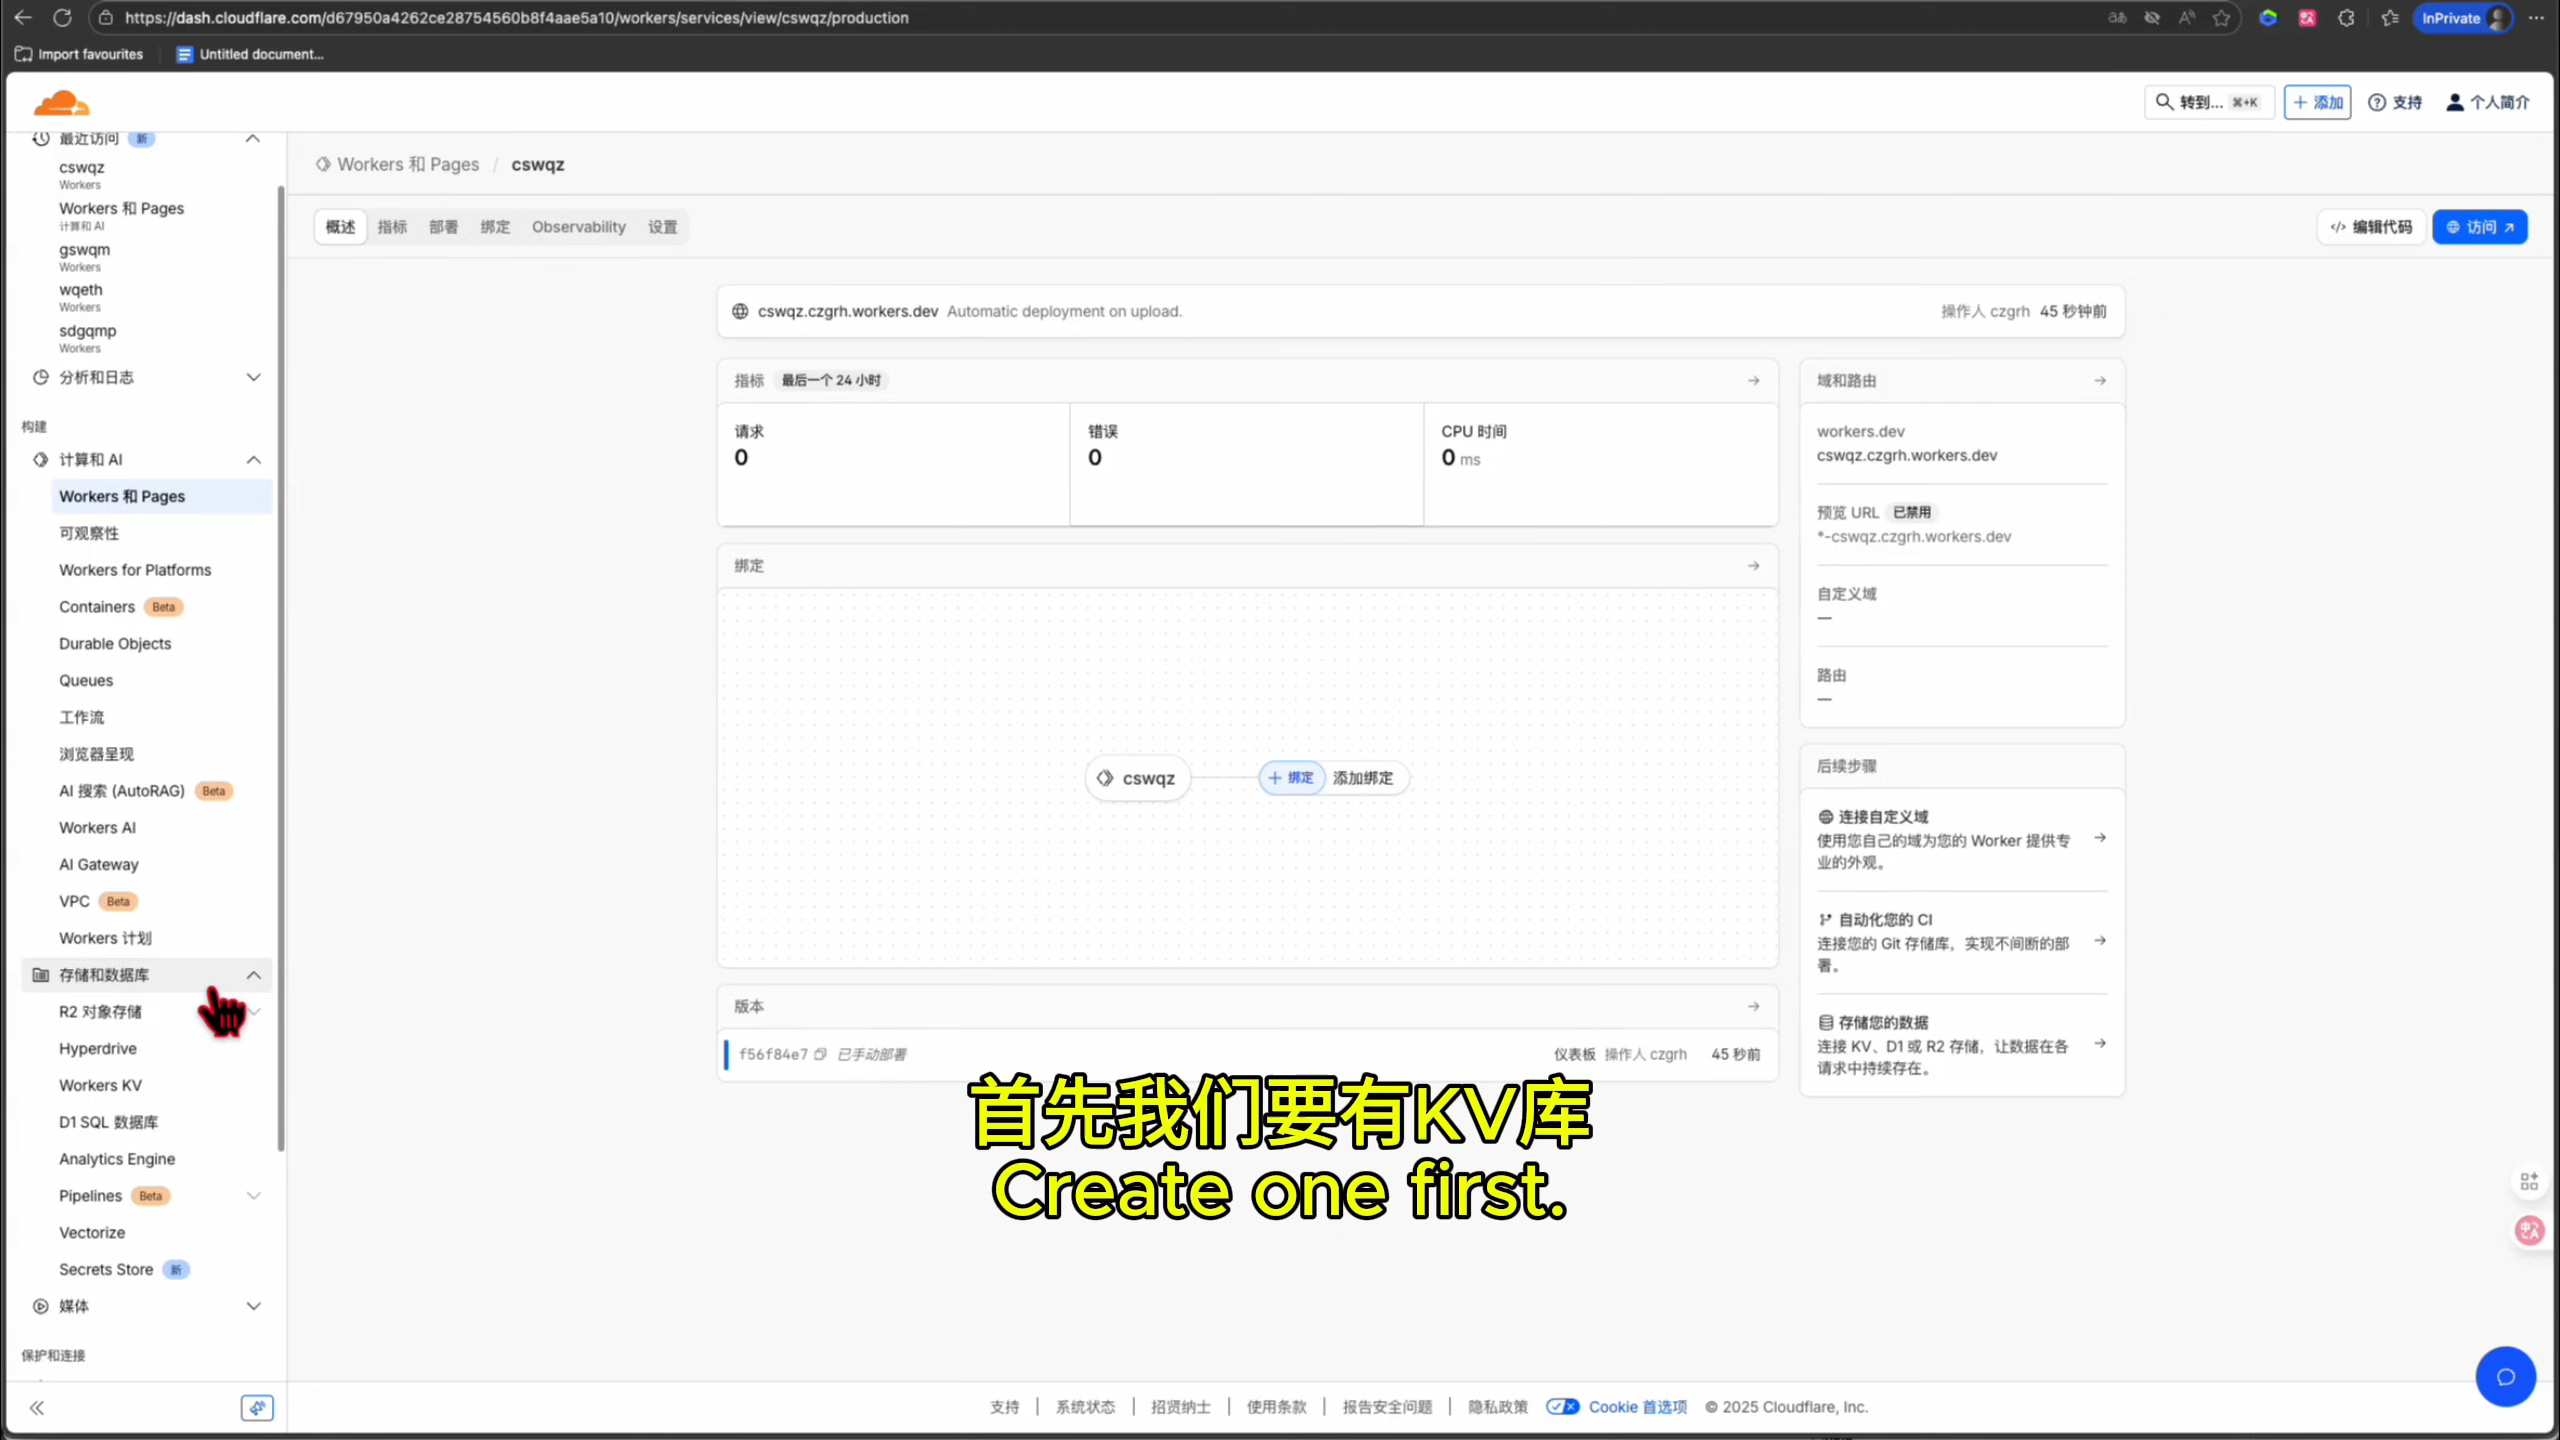 https://dash.cloudflare.com/d67950a4262ce28754560b8f4aae5a10/workers/services/view/cswqz/production
InPrivate
Import favourites
Untitled document...
转到... ⌘+K
+ 添加
支持
个人简介
最近访问 新
cswqz
Workers
Workers 和 Pages
计算和 AI
gswqm
Workers
wqeth
Workers
sdgqmp
Workers
分析和日志
构建
计算和 AI
Workers 和 Pages
可观察性
Workers for Platforms
Containers Beta
Durable Objects
Queues
工作流
浏览器呈现
AI 搜索 (AutoRAG) Beta
Workers AI
AI Gateway
VPC Beta
Workers 计划
存储和数据库
R2 对象存储
Hyperdrive
Workers KV
D1 SQL 数据库
Analytics Engine
Pipelines Beta
Vectorize
Secrets Store 新
媒体
保护和连接
Workers 和 Pages / cswqz
概述 指标 部署 绑定 Observability 设置
</> 编辑代码
访问
cswqz.czgrh.workers.dev Automatic deployment on upload.
操作人 czgrh 45 秒钟前
指标 最后一个 24 小时
请求
0
错误
0
CPU 时间
0 ms
绑定
cswqz
+ 绑定 添加绑定
版本
f56f84e7 已手动部署
仪表板 操作人 czgrh 45 秒前
域和路由
workers.dev
cswqz.czgrh.workers.dev
预览 URL 已禁用
*-cswqz.czgrh.workers.dev
自定义域
—
路由
—
后续步骤
连接自定义域
使用您自己的域为您的 Worker 提供专
业的外观。
自动化您的 CI
连接您的 Git 存储库，实现不间断的部
署。
存储您的数据
连接 KV、D1 或 R2 存储，让数据在各
请求中持续存在。
首先我们要有KV库
Create one first.
支持 | 系统状态 | 招贤纳士 | 使用条款 | 报告安全问题 | 隐私政策 Cookie 首选项 © 2025 Cloudflare, Inc.